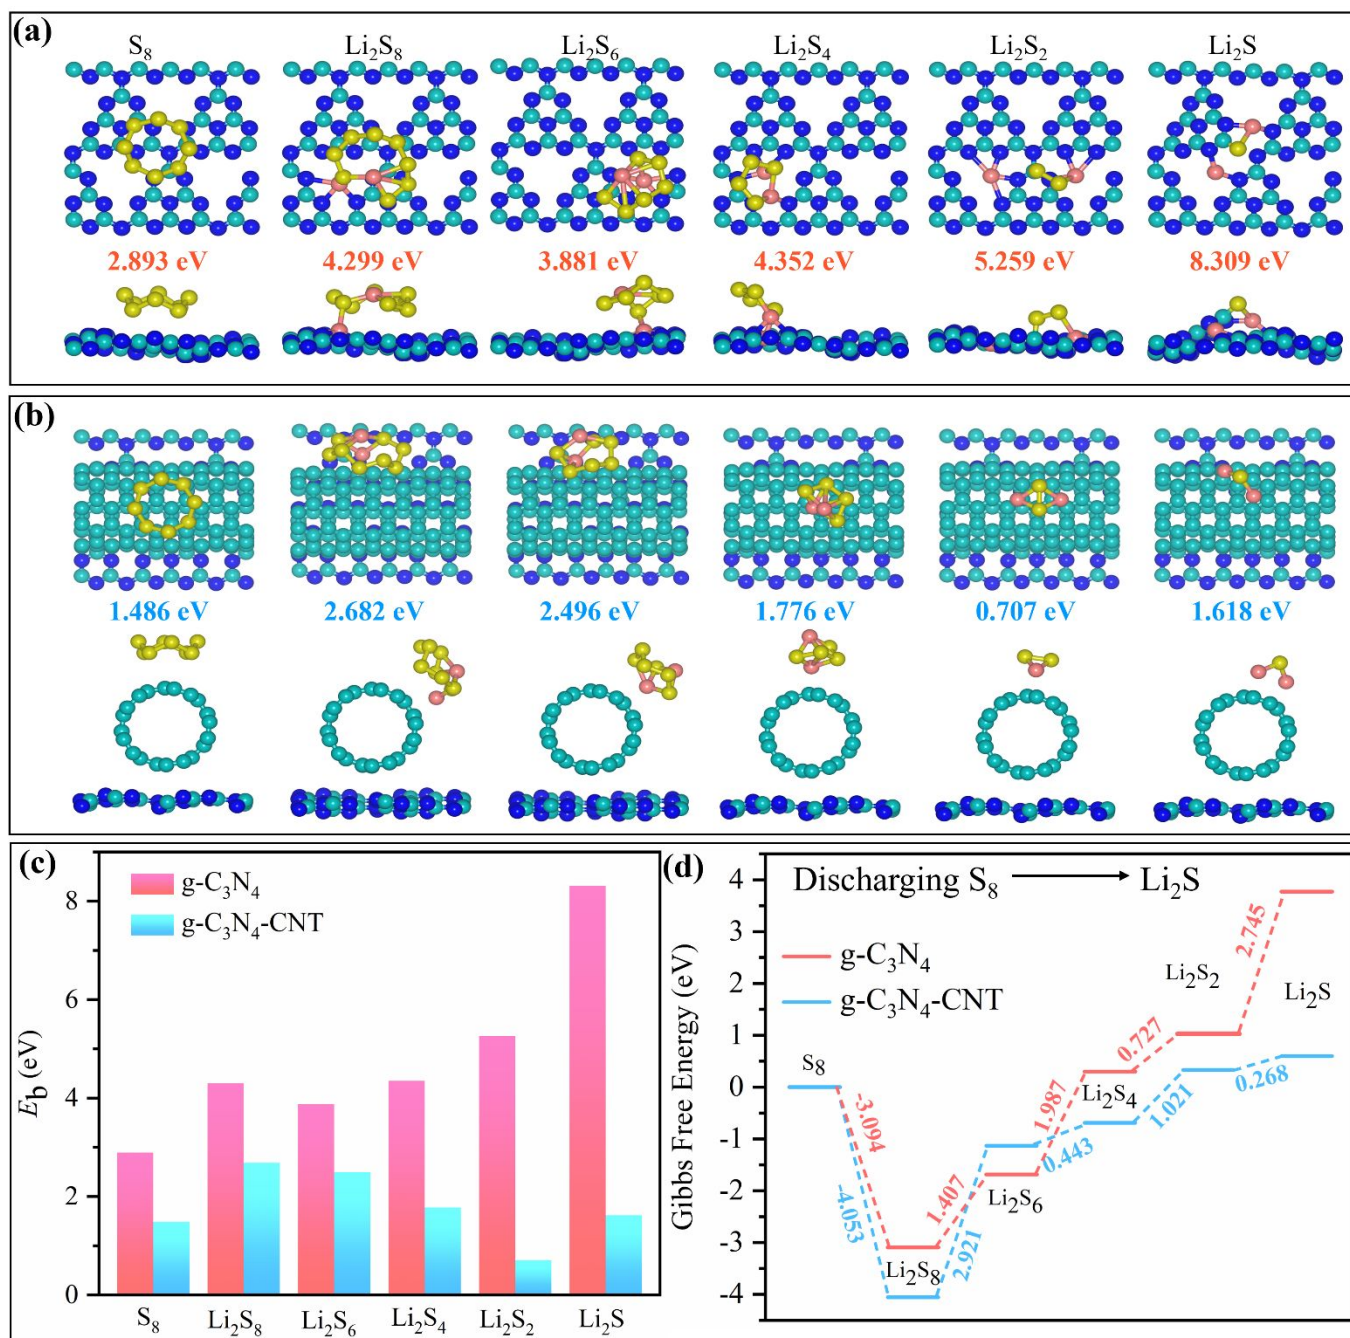 (a)
S₈ Li₂S₈ Li₂S₆ Li₂S₄ Li₂S₂ Li₂S
2.893 eV 4.299 eV 3.881 eV 4.352 eV 5.259 eV 8.309 eV
(b)
1.486 eV 2.682 eV 2.496 eV 1.776 eV 0.707 eV 1.618 eV
(c)
g-C₃N₄
g-C₃N₄-CNT
E_b (eV)
8
6
4
2
0
S₈ Li₂S₈ Li₂S₆ Li₂S₄ Li₂S₂ Li₂S
(d)
Discharging S₈ → Li₂S
g-C₃N₄
g-C₃N₄-CNT
Gibbs Free Energy (eV)
4
3
2
1
0
-1
-2
-3
-4
S₈
Li₂S₈
Li₂S₆
Li₂S₄
Li₂S₂
Li₂S
-3.094
1.407
1.987
0.727
2.745
-4.053
2.921
0.443
1.021
0.268